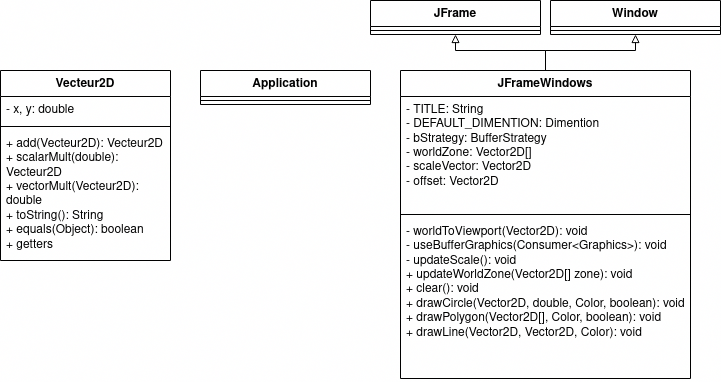 JFrame
Window
Vecteur2D
- x, y: double
+ add(Vecteur2D): Vecteur2D
+ scalarMult(double):
Vecteur2D
+ vectorMult(Vecteur2D):
double
+ toString(): String
+ equals(Object): boolean
+ getters
Application
JFrameWindows
- TITLE: String
- DEFAULT_DIMENTION: Dimention
- bStrategy: BufferStrategy
- worldZone: Vector2D[]
- scaleVector: Vector2D
- offset: Vector2D
- worldToViewport(Vector2D): void
- useBufferGraphics(Consumer<Graphics>): void
- updateScale(): void
+ updateWorldZone(Vector2D[] zone): void
+ clear(): void
+ drawCircle(Vector2D, double, Color, boolean): void
+ drawPolygon(Vector2D[], Color, boolean): void
+ drawLine(Vector2D, Vector2D, Color): void